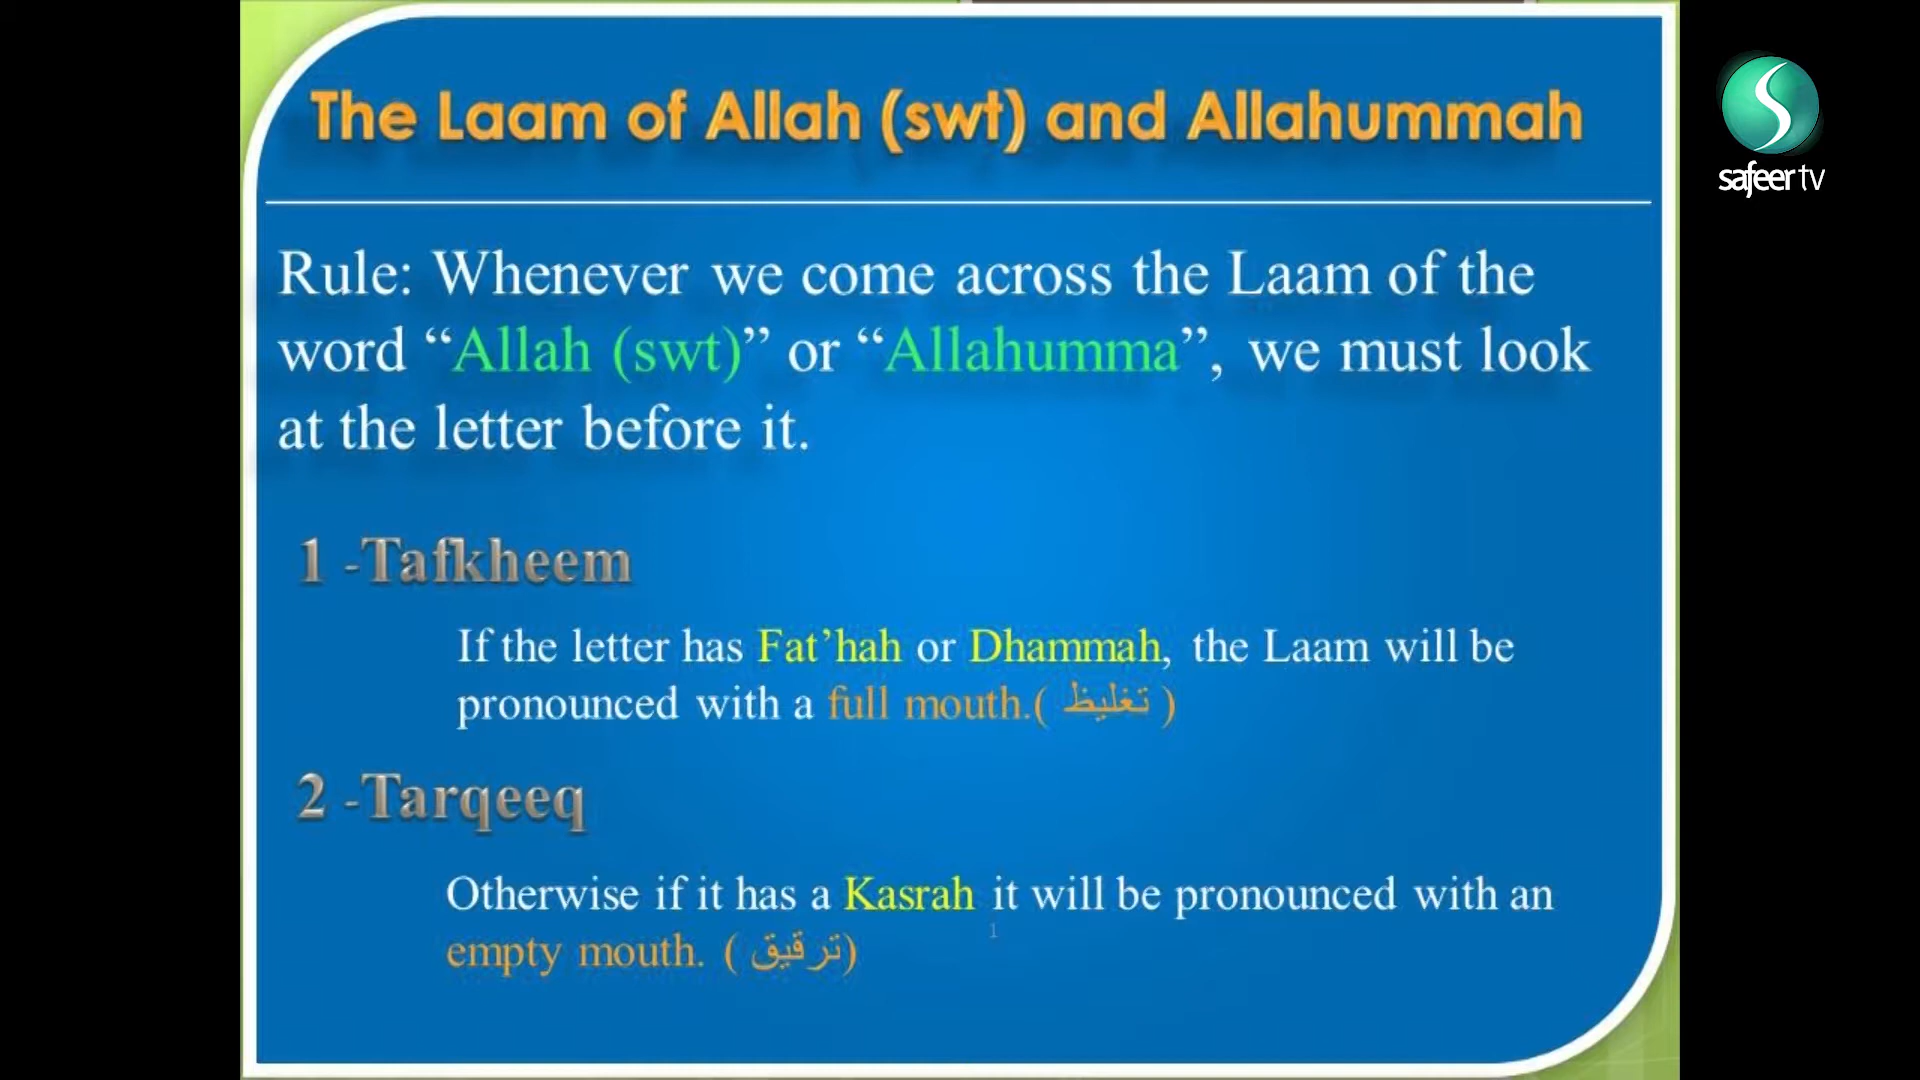 The Laam of Allah (swt) and Allahummah
safeer tv
Rule: Whenever we come across the Laam of the
word “Allah (swt)” or “Allahumma”, we must look
at the letter before it.
1 -Tafkheem
If the letter has Fat’hah or Dhammah, the Laam will be
pronounced with a full mouth.( تغليظ )
2 -Tarqeeq
Otherwise if it has a Kasrah it will be pronounced with an
1
empty mouth. ( ترقيق)